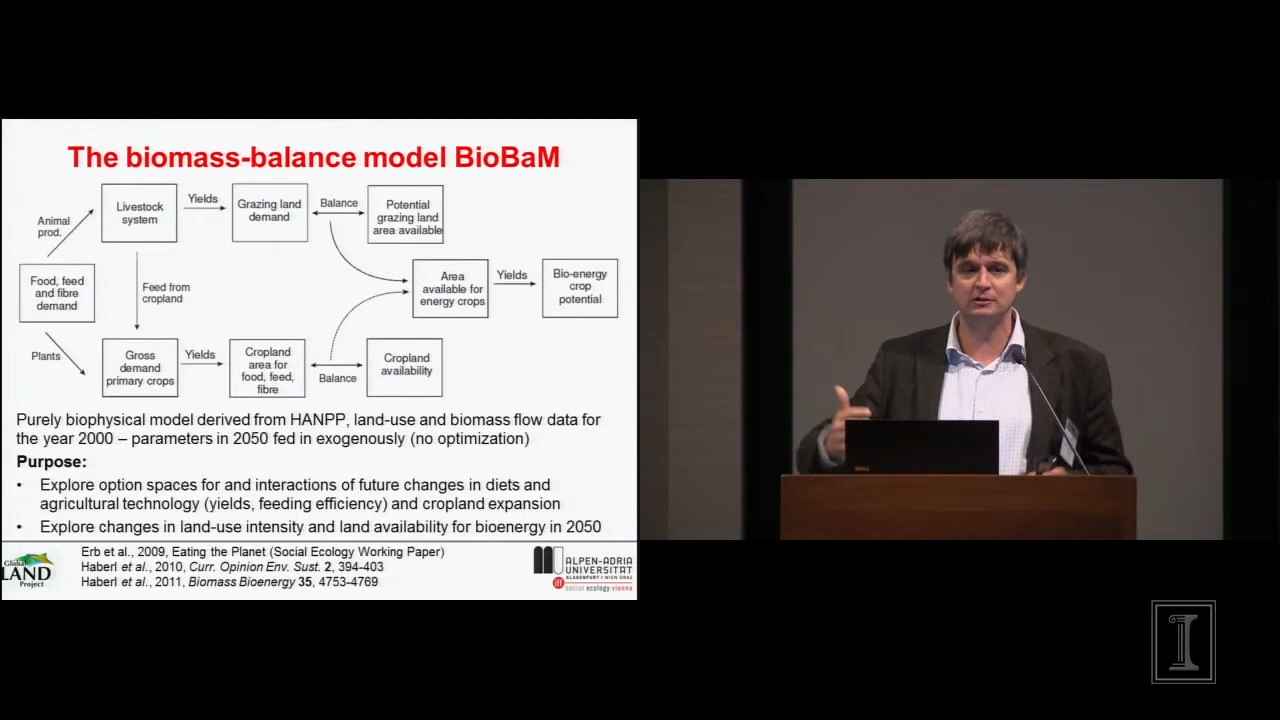 The biomass-balance model BioBaM
Livestock
system
Yields
Grazing land
demand
Balance
Potential
grazing land
area available
Animal
prod.
Food, feed
and fibre
demand
Feed from
cropland
Area
available for
energy crops
Yields
Bio-energy
crop
potential
Plants
Gross
demand
primary crops
Yields
Cropland
area for
food, feed,
fibre
Balance
Cropland
availability
Purely biophysical model derived from HANPP, land-use and biomass flow data for
the year 2000 – parameters in 2050 fed in exogenously (no optimization)
Purpose:
• Explore option spaces for and interactions of future changes in diets and
agricultural technology (yields, feeding efficiency) and cropland expansion
• Explore changes in land-use intensity and land availability for bioenergy in 2050
Global
LAND
Project
Erb et al., 2009, Eating the Planet (Social Ecology Working Paper)
Haberl et al., 2010, Curr. Opinion Env. Sust. 2, 394-403
Haberl et al., 2011, Biomass Bioenergy 35, 4753-4769
ALPEN-ADRIA
UNIVERSITÄT
KLAGENFURT I WIEN GRAZ
iff social ecology vienna
DELL
I